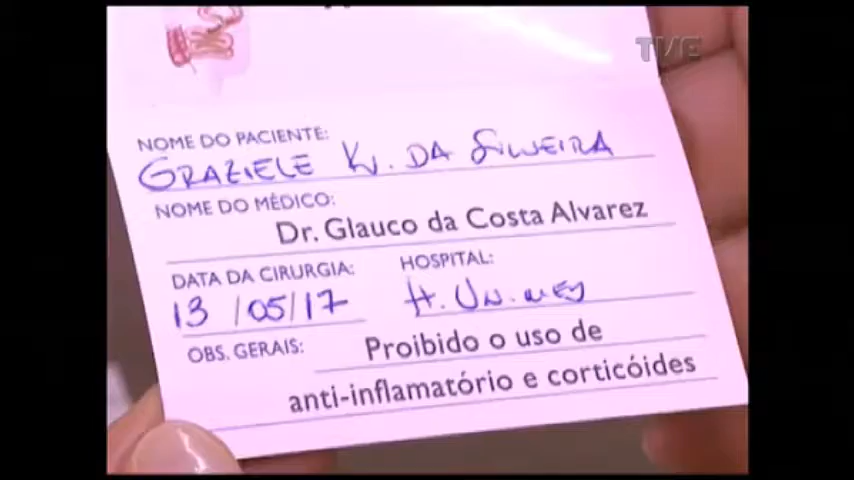 TVE
NOME DO PACIENTE:
GRAZIELE W. DA SILVEIRA
NOME DO MÉDICO:
Dr. Glauco da Costa Alvarez
DATA DA CIRURGIA: HOSPITAL:
13/05/17 H.
OBS. GERAIS: Proibido o uso de
anti-inflamatório e corticóides